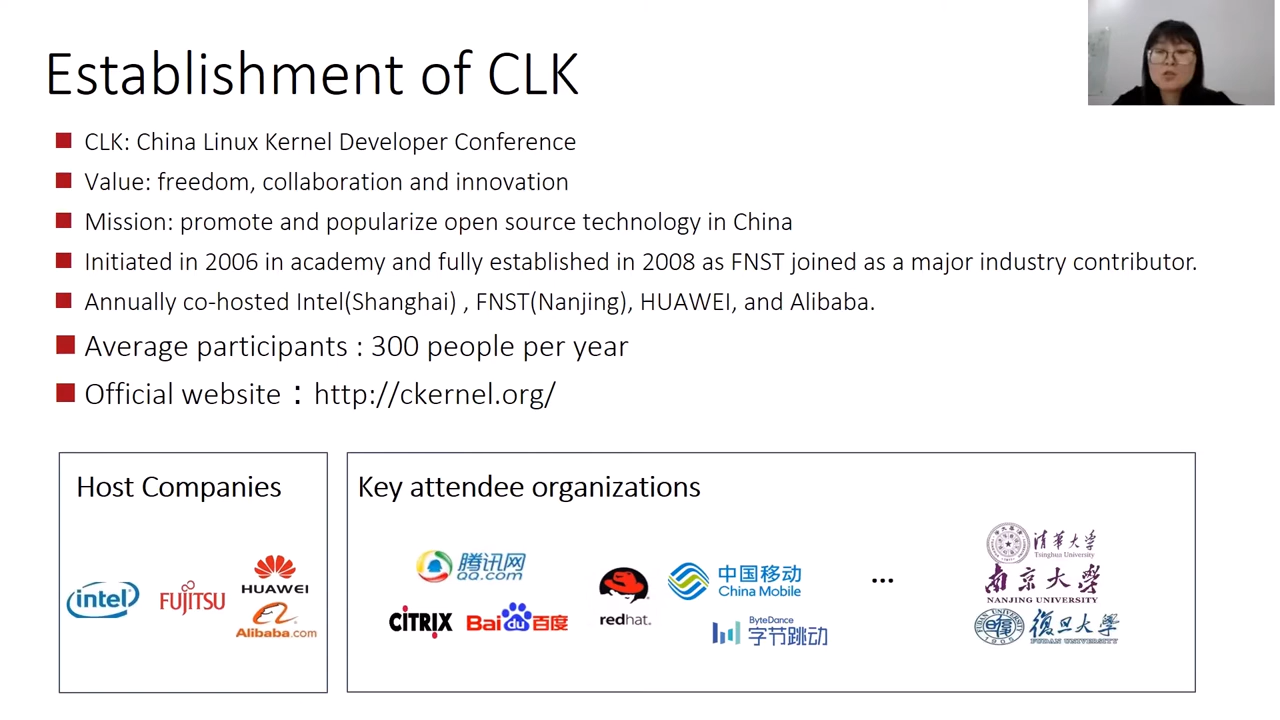 Establishment of CLK
CLK: China Linux Kernel Developer Conference
Value: freedom, collaboration and innovation
Mission: promote and popularize open source technology in China
Initiated in 2006 in academy and fully established in 2008 as FNST joined as a major industry contributor.
Annually co-hosted Intel(Shanghai) , FNST(Nanjing), HUAWEI, and Alibaba.
Average participants : 300 people per year
Official website：http://ckernel.org/
Host Companies
intel
FUJITSU
HUAWEI
Alibaba.com
Key attendee organizations
腾讯网
QQ.com
CITRIX
Bai du 百度
redhat.
中国移动
China Mobile
ByteDance
字节跳动
...
清華大学
Tsinghua University
南京大學
NANJING UNIVERSITY
復旦大學
FUDAN UNIVERSITY